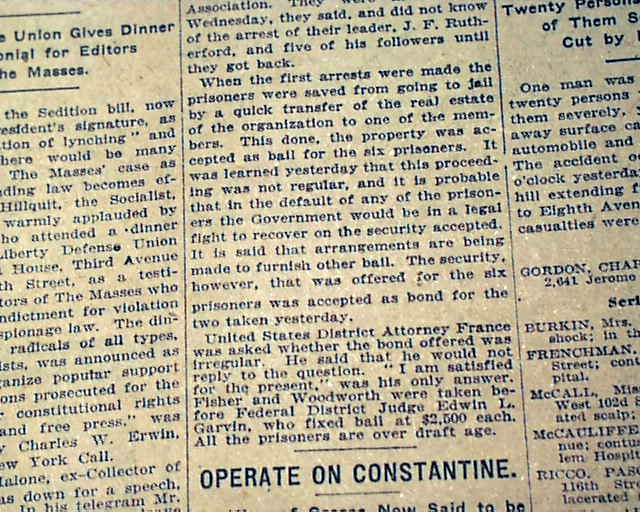 e Union Gives Dinner
onial for Editors
he Masses.
the Sedition bill, now
esident's signature, as
tion of lynching" and
here would be many
The Masses' case as
ding law becomes ef-
Hillquit, the Socialist,
warmly applauded by
ho attended a dinner
iberty Defense Union
House, Third Avenue
th Street, as a testi-
tors of The Masses who
ndictment for violation
spionage law. The din-
radicals of all types,
ists, was announced as
ganize popular support
ons prosecuted for the
constitutional rights
and free press," was
y Charles W. Erwin,
ew York Call.
Malone, ex-Collector of
as down for a speech,
In his telegram Mr.
Association. They
Wednesday, they said, and did not know
of the arrest of their leader, J. F. Ruth-
erford, and five of his followers until
they got back.
When the first arrests were made the
prisoners were saved from going to jail
by a quick transfer of the real estate
of the organization to one of the mem-
bers. This done, the property was ac-
cepted as bail for the six prisoners. It
was learned yesterday that this proceed-
ing was not regular, and it is probable
that in the default of any of the prison-
ers the Government would be in a legal
fight to recover on the security accepted.
It is said that arrangements are being
made to furnish other bail. The security,
however, that was offered for the six
prisoners was accepted as bond for the
two taken yesterday.
United States District Attorney France
was asked whether the bond offered was
irregular. He said that he would not
reply to the question. "I am satisfied
for the present," was his only answer.
Fisher and Woodworth were taken be-
fore Federal District Judge Edwin L.
Garvin, who fixed bail at $2,500 each.
All the prisoners are over draft age.
OPERATE ON CONSTANTINE.
of Greece Now Said to be
Twenty Person
of Them S
Cut by
One man was
twenty persons
them severely,
away surface c
automobile and
The accident o
o'clock yesterda
hill extending f
to Eighth Aven
casualties were
GORDON, CHAR
2,641 Jerome
Seri
BURKIN, Mrs.
shock; in th
FRENCHMAN,
Street; cont
pital.
McCALL, Mis
West 102d S
ated scalp;
McCAULIFFE
nue; contu
lem Hospit
RICCO, PASQ
116th Stre
lacerated